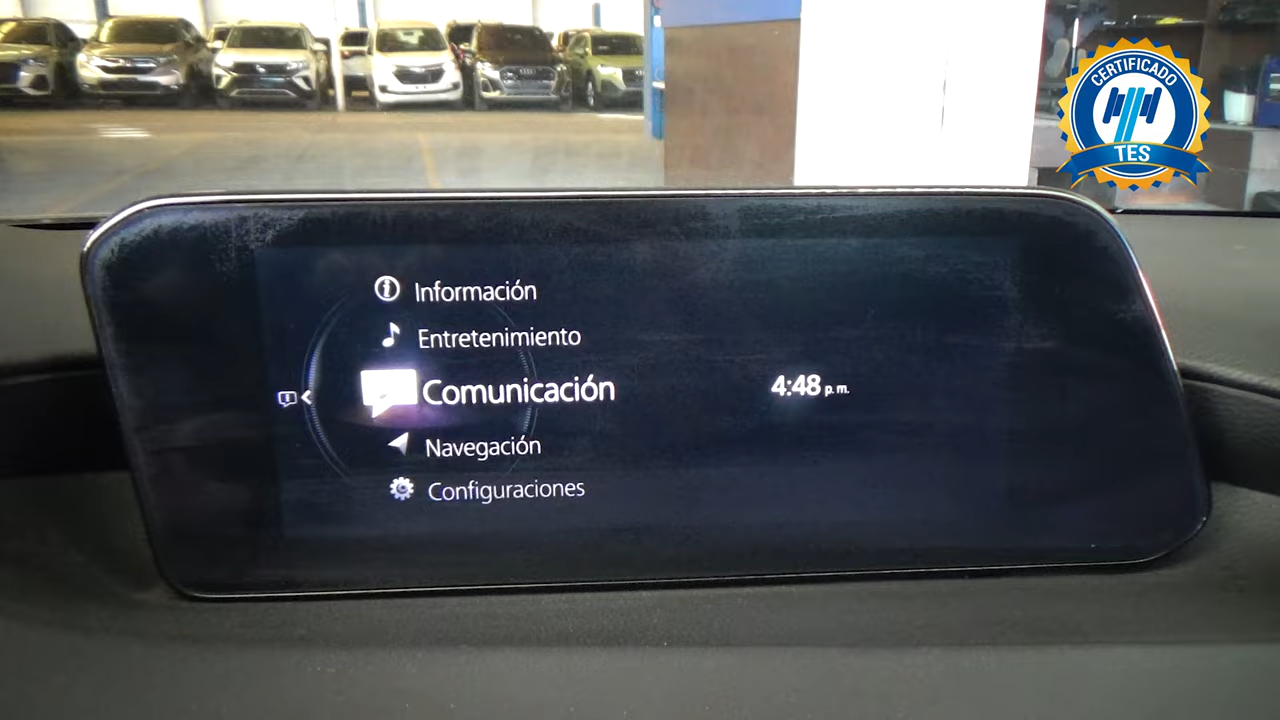 CERTIFICADO
TES
Información
Entretenimiento
Comunicación
4:48 p.m.
Navegación
Configuraciones